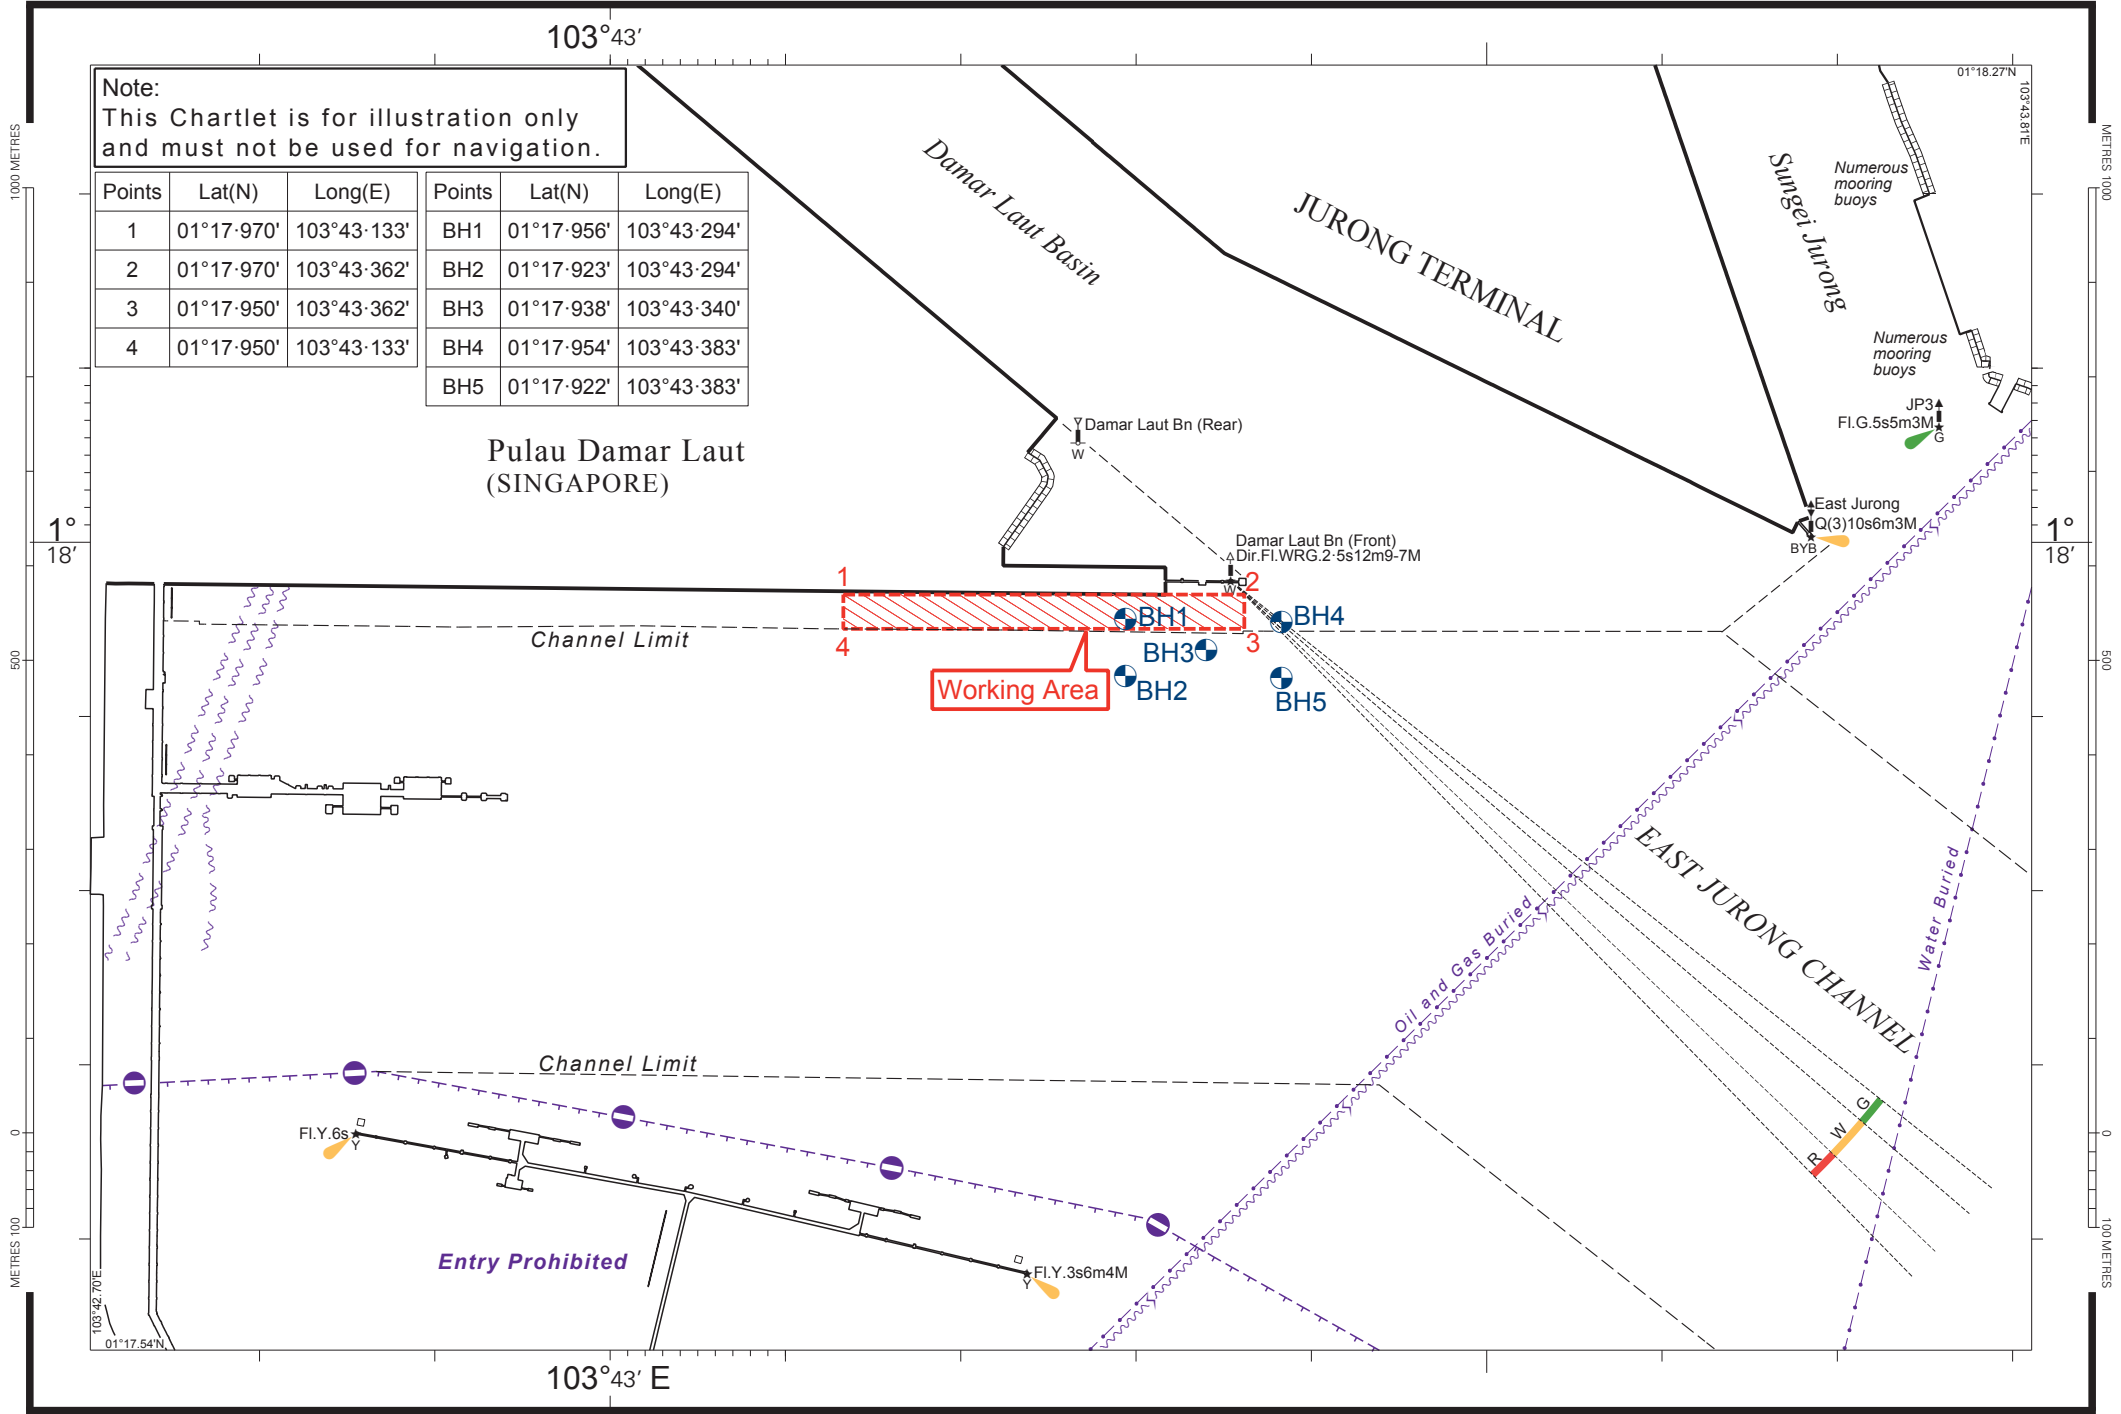 103°43′
Note:
This Chartlet is for illustration only
and must not be used for navigation.
01°18.27'N
103°43.81'E
1000 METRES
METRES 1000
Points Lat(N) Long(E)
1 01°17·970' 103°43·133'
2 01°17·970' 103°43·362'
3 01°17·950' 103°43·362'
4 01°17·950' 103°43·133'
Points Lat(N) Long(E)
BH1 01°17·956' 103°43·294'
BH2 01°17·923' 103°43·294'
BH3 01°17·938' 103°43·340'
BH4 01°17·954' 103°43·383'
BH5 01°17·922' 103°43·383'
Damar Laut Basin
JURONG TERMINAL
Sungei Jurong
Numerous
mooring
buoys
Numerous
mooring
buoys
JP3
Fl.G.5s5m3M
G
Pulau Damar Laut
(SINGAPORE)
Damar Laut Bn (Rear)
W
East Jurong
Q(3)10s6m3M
BYB
1°
18′
1°
18′
Damar Laut Bn (Front)
Dir.Fl.WRG.2·5s12m9-7M
W
1
2
BH1
BH4
Channel Limit
4
3
BH3
Working Area
BH2
BH5
500
500
EAST JURONG CHANNEL
Oil and Gas Buried
Water Buried
Channel Limit
G
W
R
0
0
Fl.Y.6s
Y
Entry Prohibited
Fl.Y.3s6m4M
Y
METRES 100
100 METRES
103°42.70'E
01°17.54'N
103°43′ E